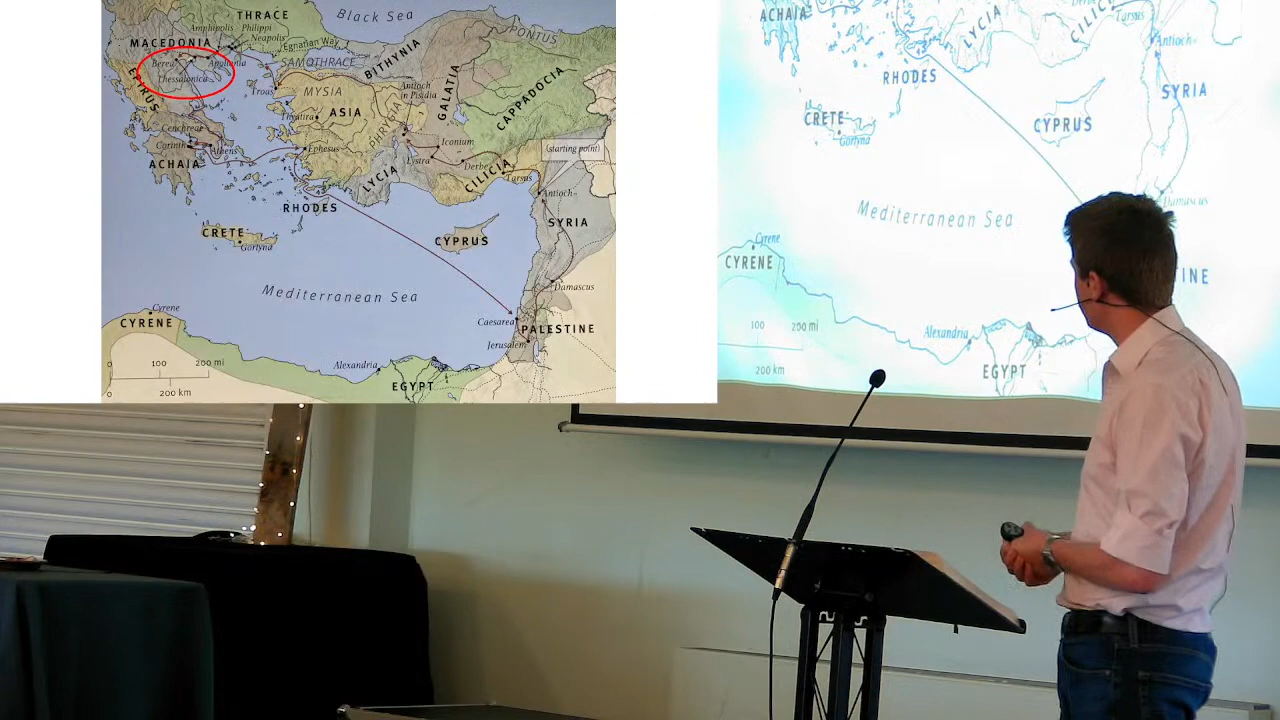 Black Sea
THRACE
Amphipolis Philippi
Neapolis
MACEDONIA
Egnatian Way
PONTUS
BITHYNIA
SAMOTHRACE
Berea
Apollonia
Thessalonica
EPIRUS
Troas
MYSIA
Antioch
in Pisidia
GALATIA
CAPPADOCIA
Thyatira
ASIA
PHRYGIA
Cenchreae
Corinth
Athens
Ephesus
Iconium
(starting point)
ACHAIA
Lystra
Derbe
LYCIA
CILICIA
Tarsus
Antioch
RHODES
SYRIA
CRETE
Gortyna
CYPRUS
Mediterranean Sea
Damascus
Cyrene
CYRENE
Caesarea
PALESTINE
Jerusalem
Alexandria
EGYPT
0 100 200 mi
0 200 km
ACHAIA
LYCIA
CILIC
Tarsus
Antioch
RHODES
SYRIA
CRETE
Gortyna
CYPRUS
Damascus
Mediterranean Sea
Cyrene
CYRENE
INE
100 200 mi
Alexandria
EGYPT
200 km